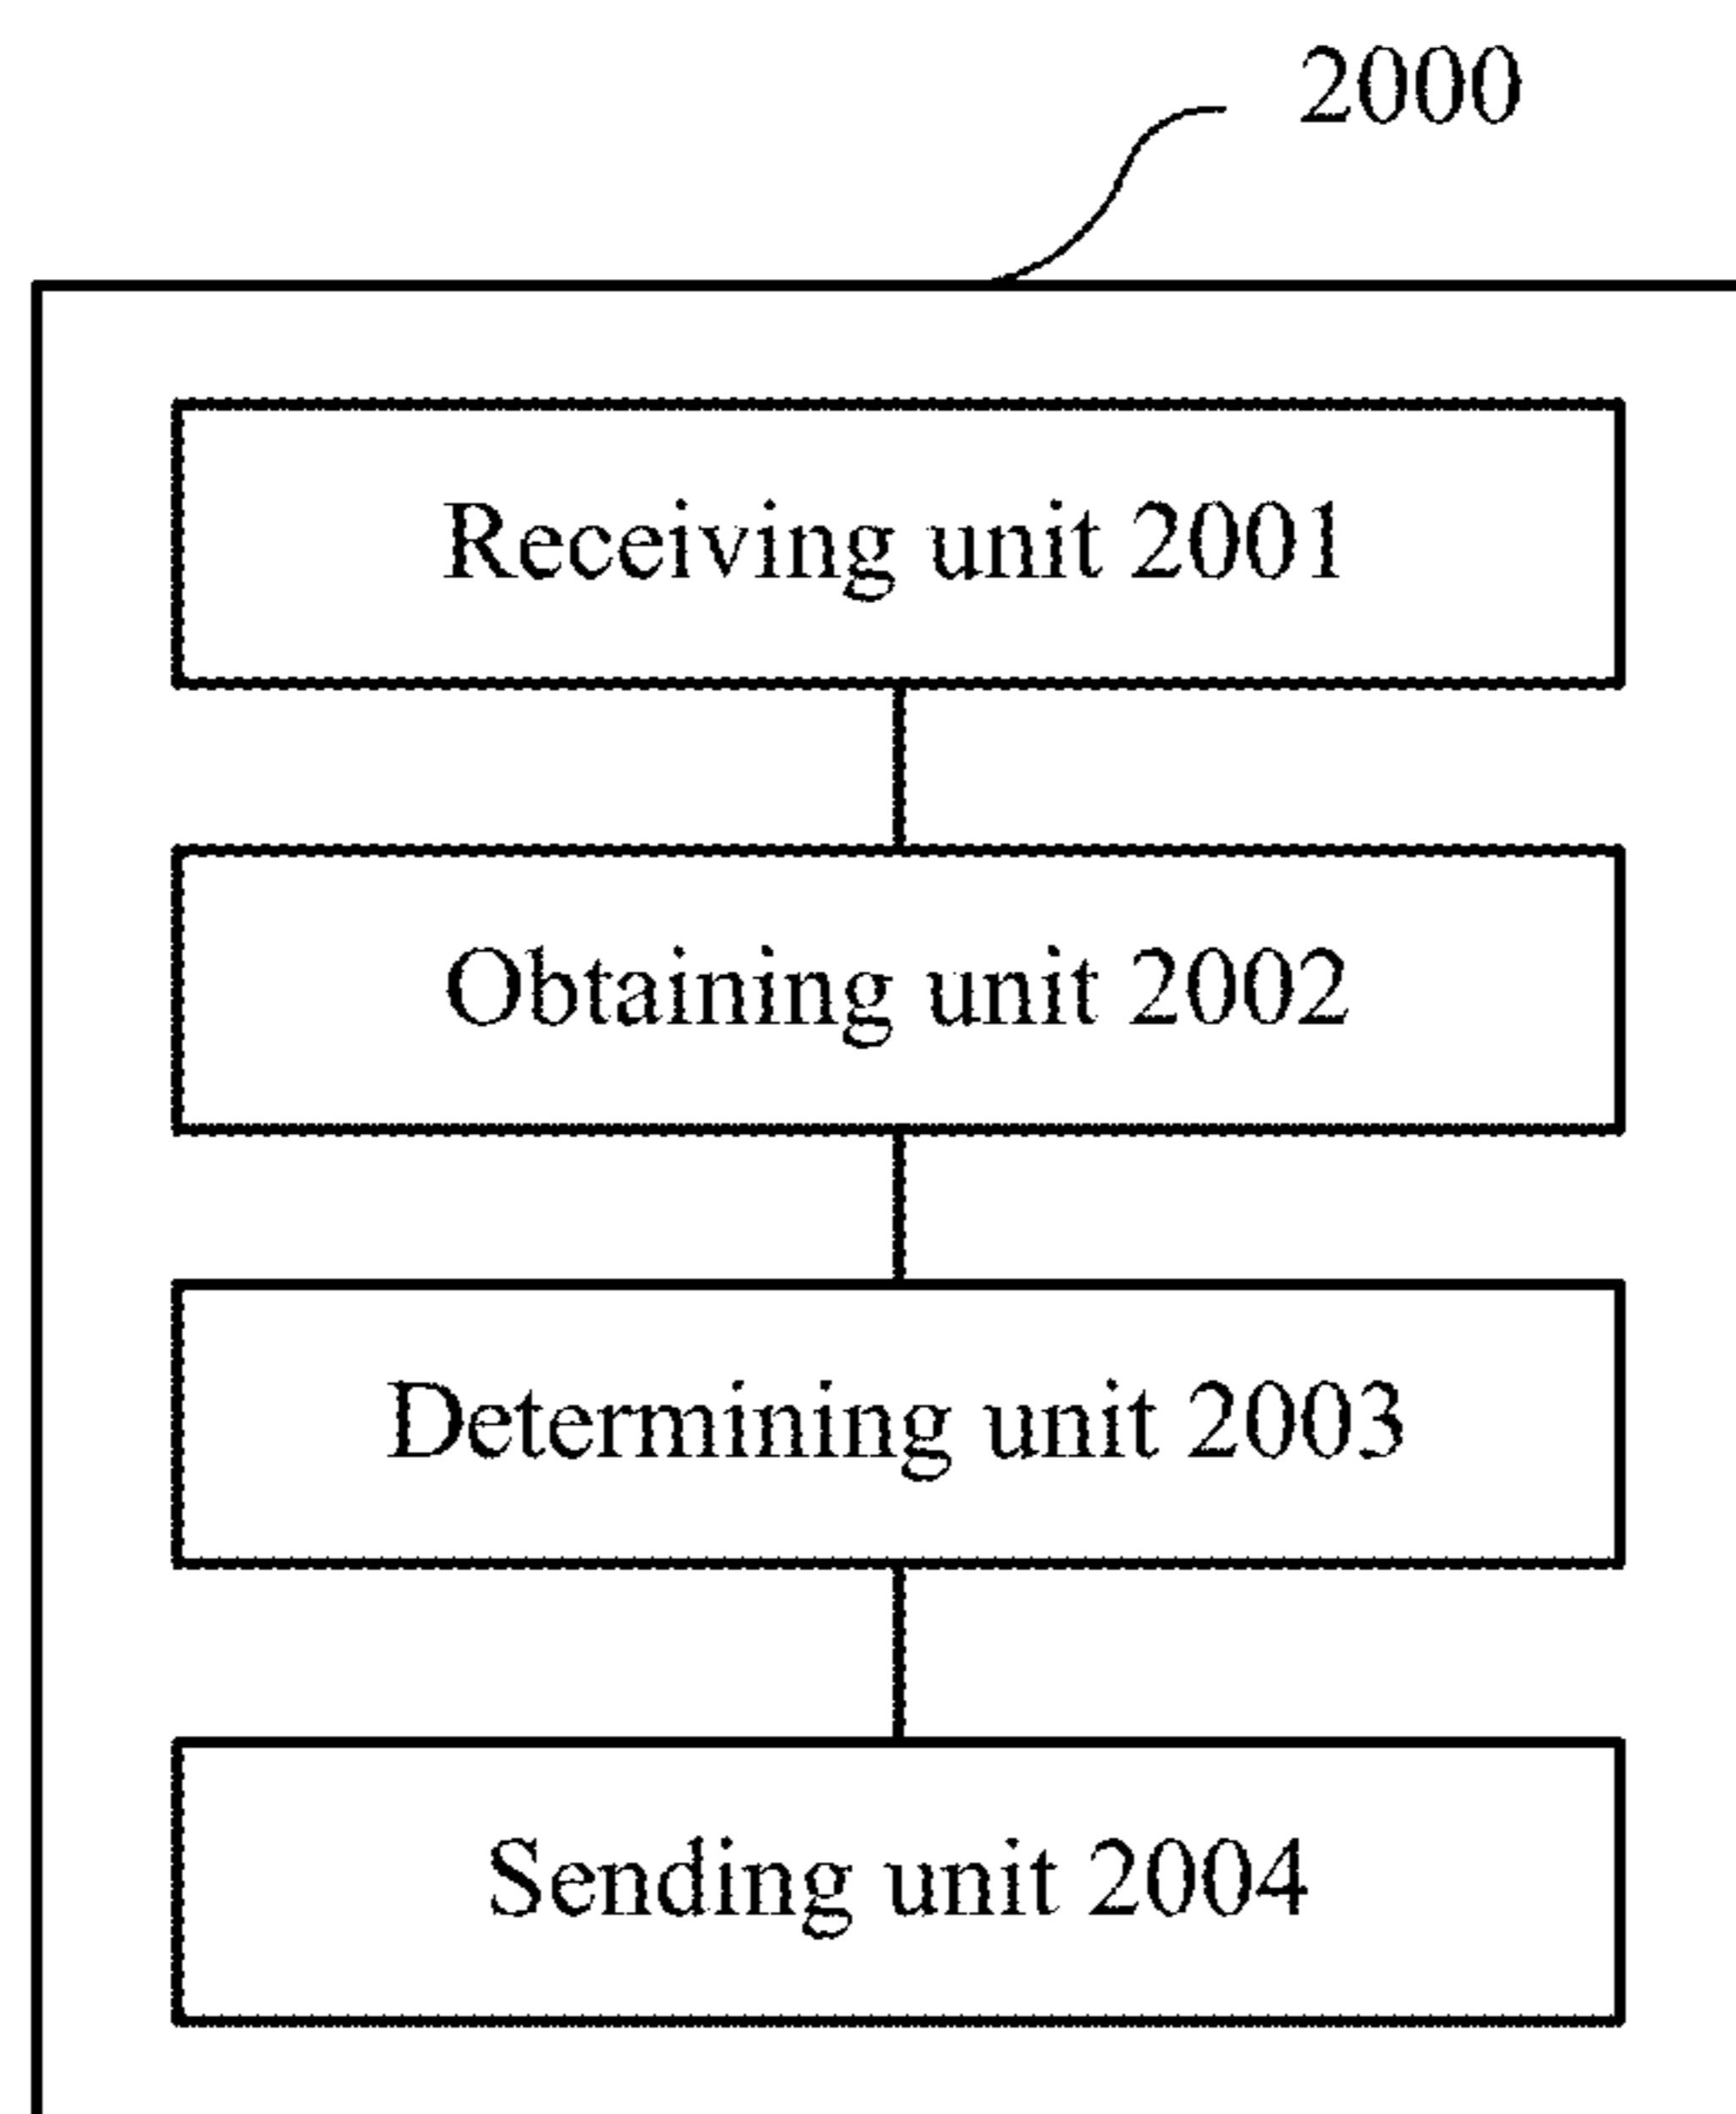 2000
Receiving unit 2001
Obtaining unit 2002
Determining unit 2003
Sending unit 2004